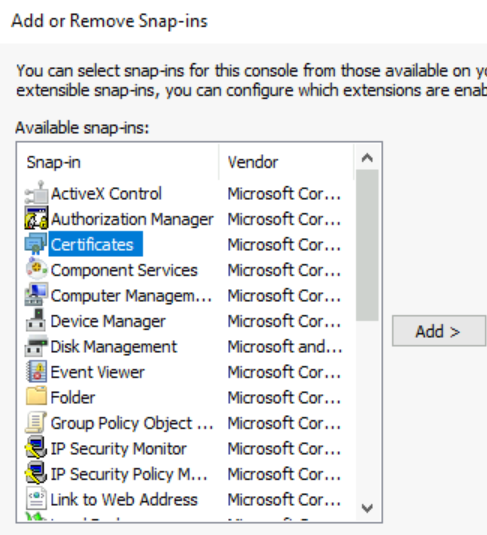 Add or Remove Snap-ins
You can select snap-ins for this console from those available on y
extensible snap-ins, you can configure which extensions are enab
Available snap-ins:
Snap-in Vendor
ActiveX Control Microsoft Cor...
Authorization Manager Microsoft Cor...
Certificates Microsoft Cor...
Component Services Microsoft Cor...
Computer Managem... Microsoft Cor...
Device Manager Microsoft Cor...
Add >
Disk Management Microsoft and...
Event Viewer Microsoft Cor...
Folder Microsoft Cor...
Group Policy Object ... Microsoft Cor...
IP Security Monitor Microsoft Cor...
IP Security Policy M... Microsoft Cor...
Link to Web Address Microsoft Cor...